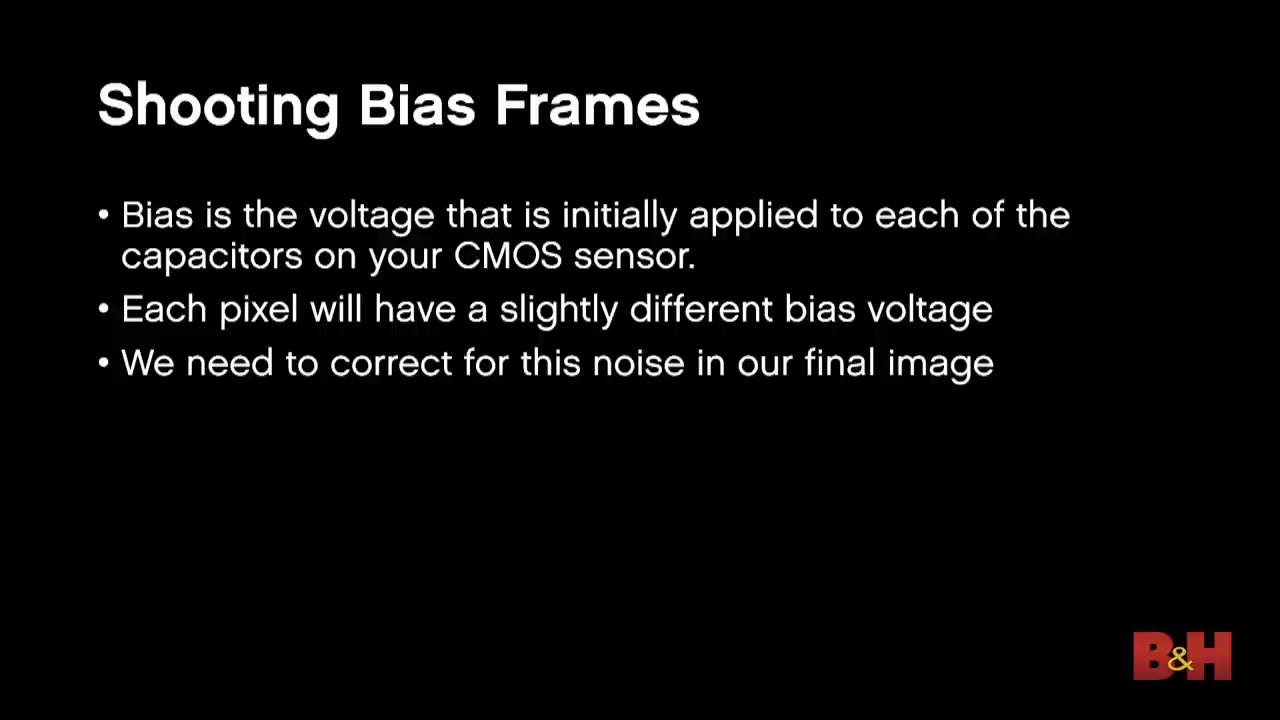 Shooting Bias Frames
• Bias is the voltage that is initially applied to each of the
capacitors on your CMOS sensor.
• Each pixel will have a slightly different bias voltage
• We need to correct for this noise in our final image
B&H